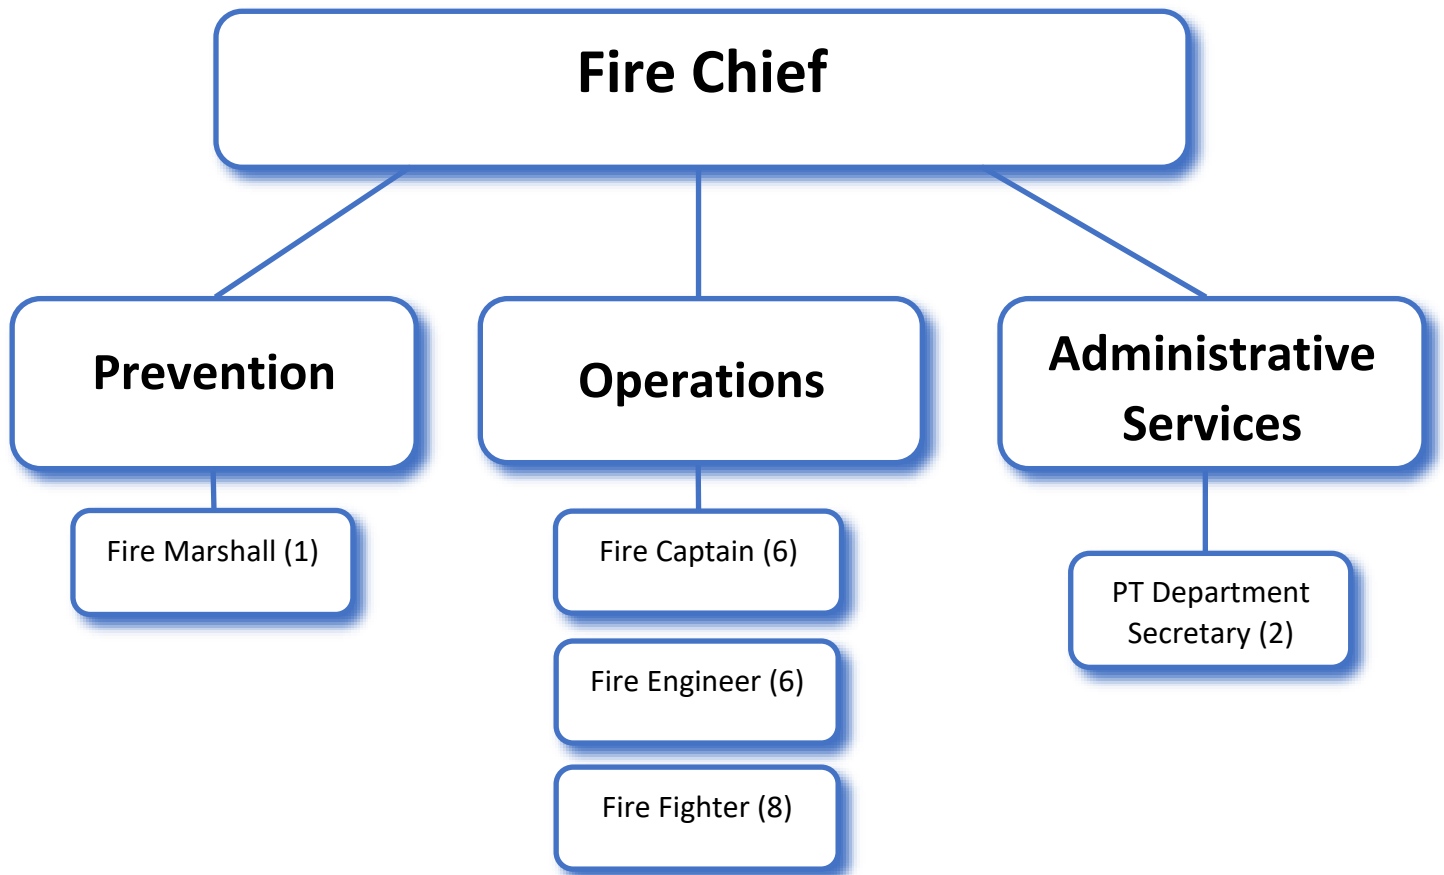 Fire Chief
Prevention
Operations
Administrative
Services
Fire Marshall (1)
Fire Captain (6)
PT Department
Secretary (2)
Fire Engineer (6)
Fire Fighter (8)